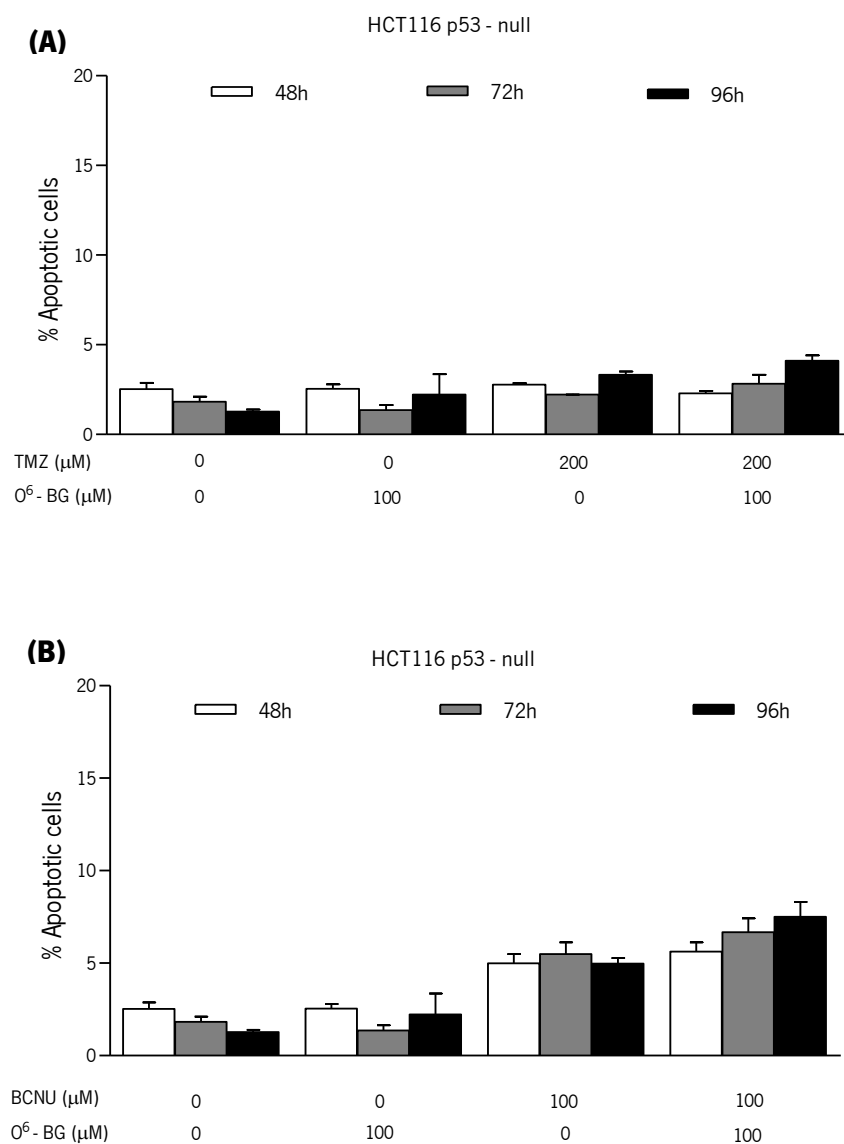 (A)
HCT116 p53 - null
48h 72h 96h
% Apoptotic cells
20
15
10
5
0
TMZ (μM) 0 0 200 200
O⁶ - BG (μM) 0 100 0 100
(B)
HCT116 p53 - null
48h 72h 96h
% Apoptotic cells
20
15
10
5
0
BCNU (μM) 0 0 100 100
O⁶ - BG (μM) 0 100 0 100